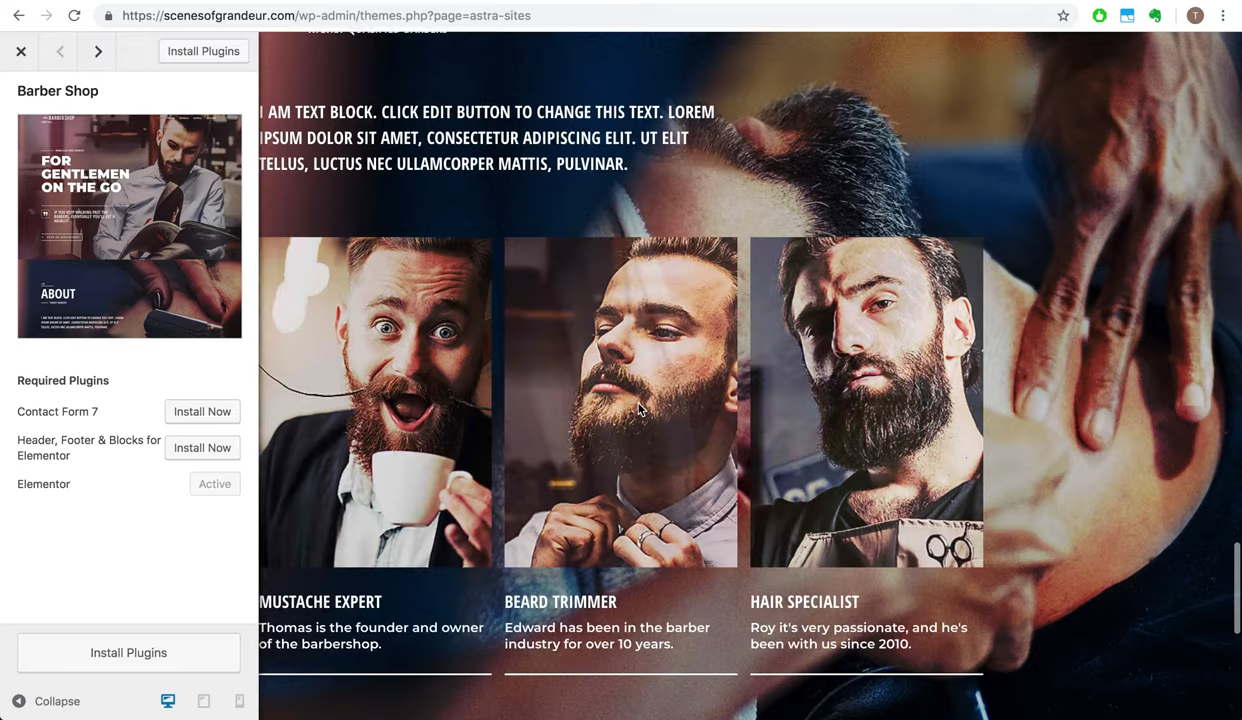 https://scenesofgrandeur.com/wp-admin/themes.php?page=astra-sites
T
Install Plugins
Barber Shop
FOR
GENTLEMEN
ON THE GO
ABOUT
Required Plugins
Contact Form 7
Install Now
Header, Footer & Blocks for
Elementor
Install Now
Elementor
Active
Install Plugins
Collapse
I AM TEXT BLOCK. CLICK EDIT BUTTON TO CHANGE THIS TEXT. LOREM
IPSUM DOLOR SIT AMET, CONSECTETUR ADIPISCING ELIT. UT ELIT
TELLUS, LUCTUS NEC ULLAMCORPER MATTIS, PULVINAR.
MUSTACHE EXPERT
Thomas is the founder and owner
of the barbershop.
BEARD TRIMMER
Edward has been in the barber
industry for over 10 years.
HAIR SPECIALIST
Roy it's very passionate, and he's
been with us since 2010.